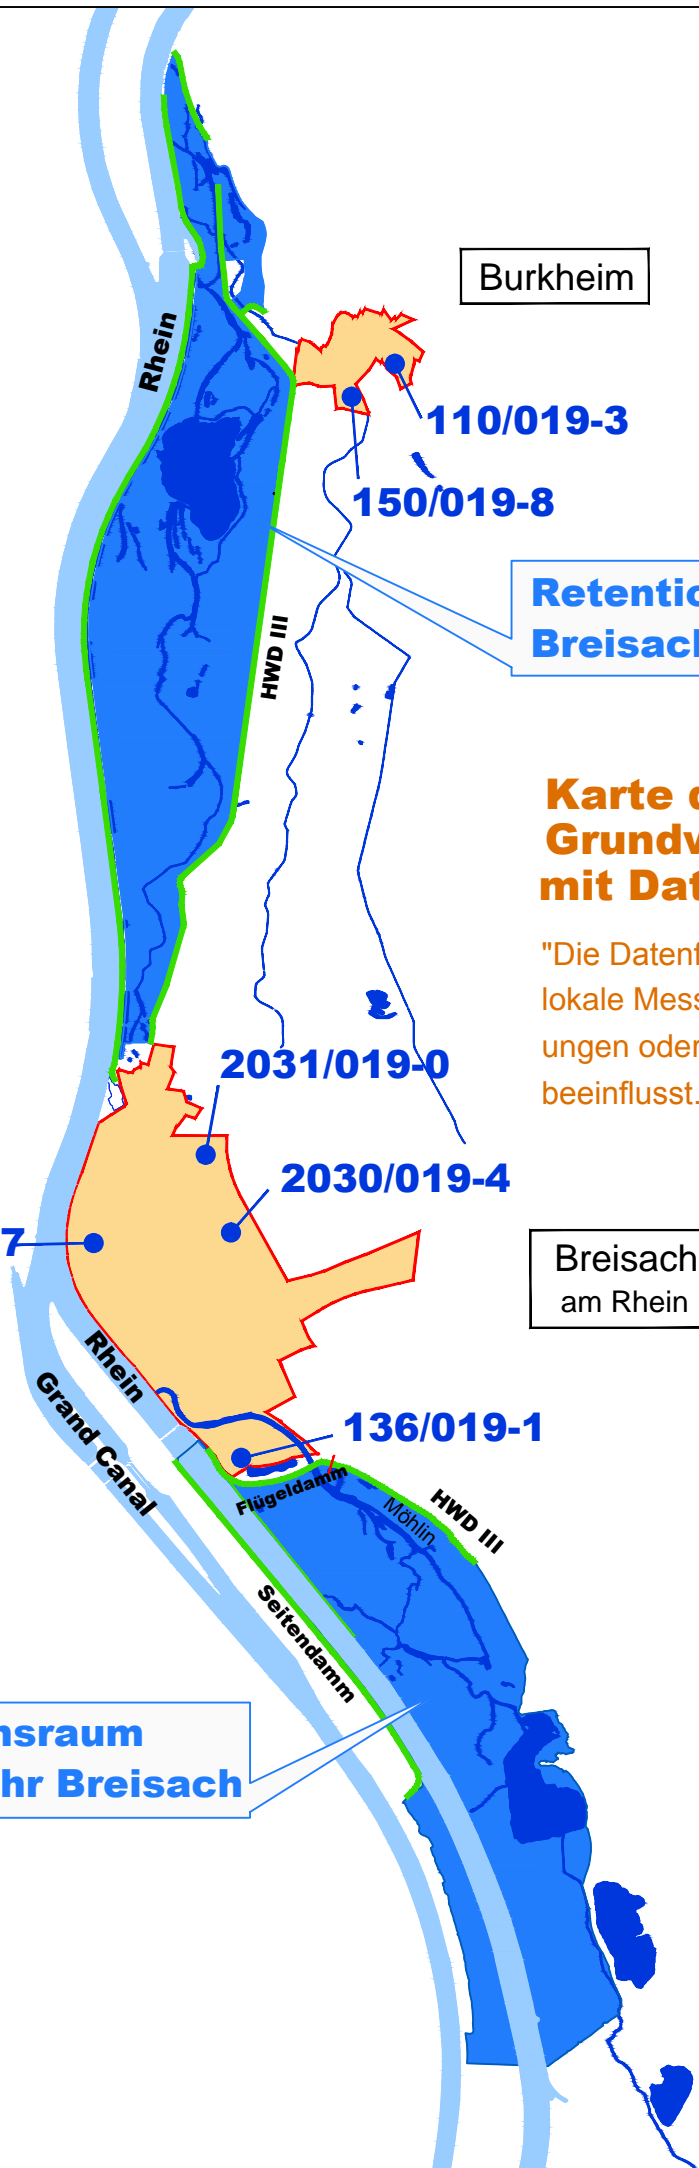 Burkheim
Rhein
110/019-3
150/019-8
Retentio
Breisach
HWD III
Karte d
Grundv
mit Dat
"Die Datenf
lokale Mess
ungen oder
beeinflusst.
2031/019-0
2030/019-4
7
Breisach
am Rhein
Rhein
Grand Canal
136/019-1
Flügeldamm
Möhlin
HWD III
Seitendamm
nsraum
hr Breisach